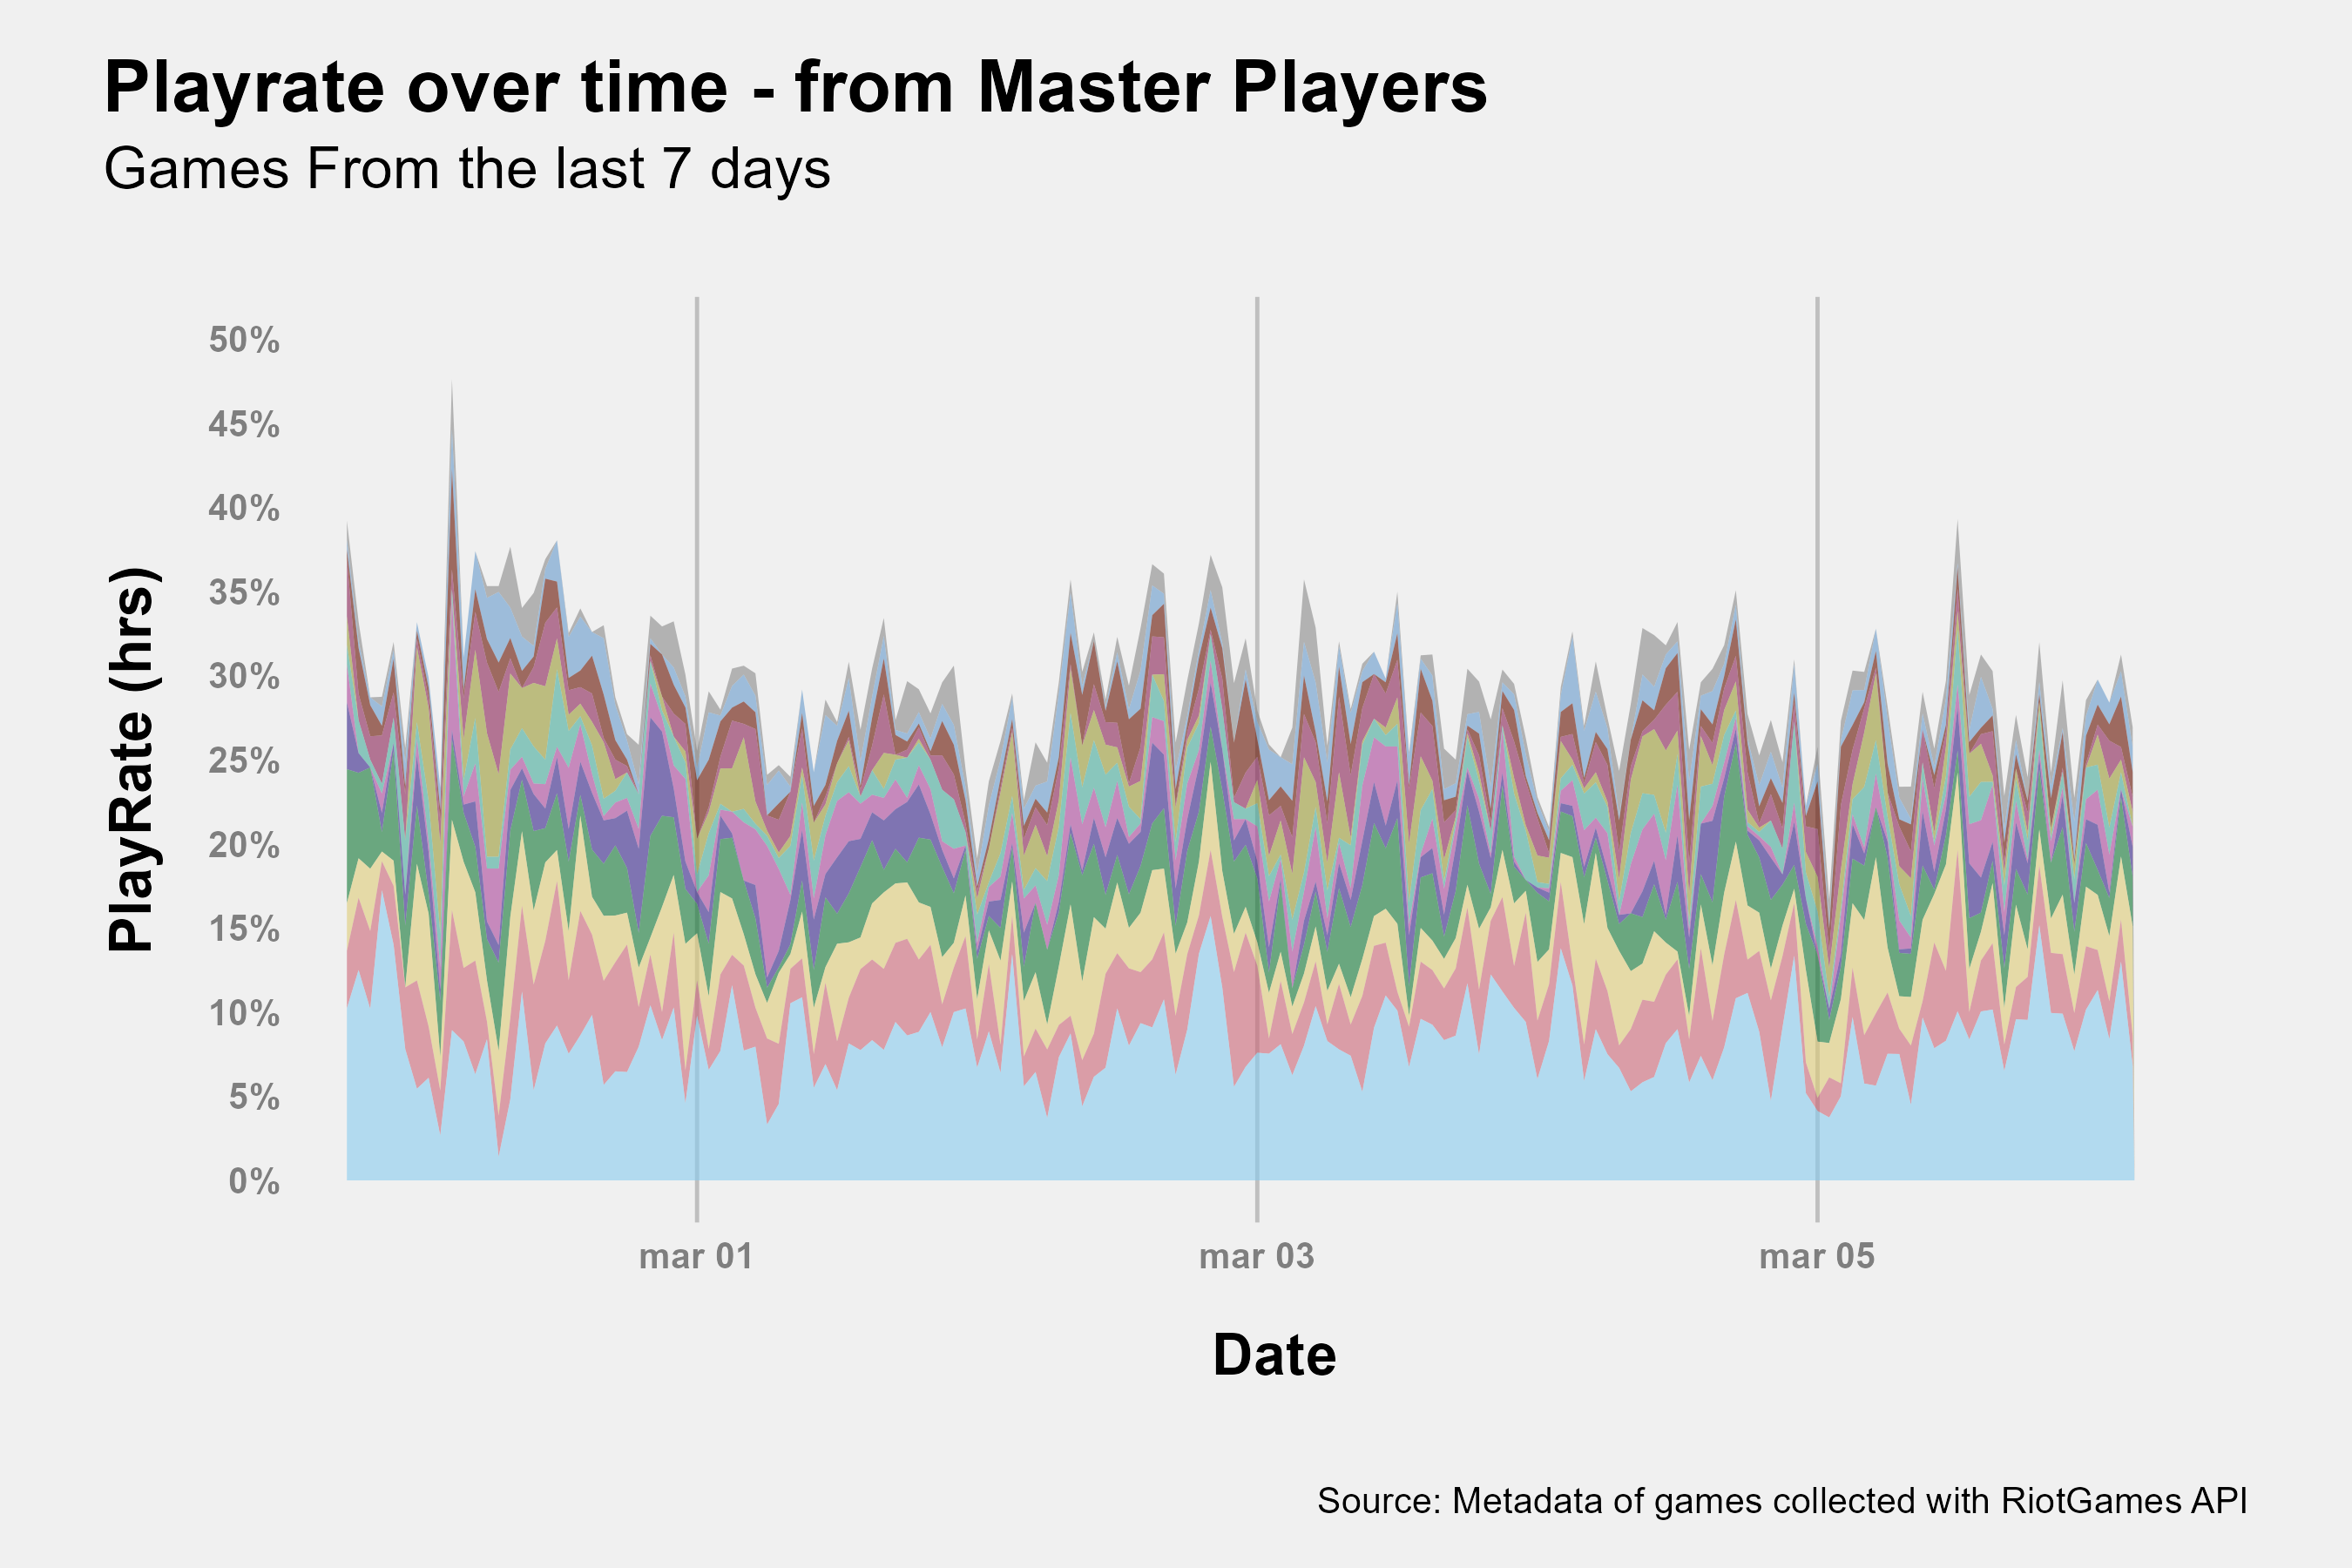 Playrate over time - from Master Players
Games From the last 7 days
PlayRate (hrs)
50%
45%
40%
35%
30%
25%
20%
15%
10%
5%
0%
mar 01
mar 03
mar 05
Date
Source: Metadata of games collected with RiotGames API